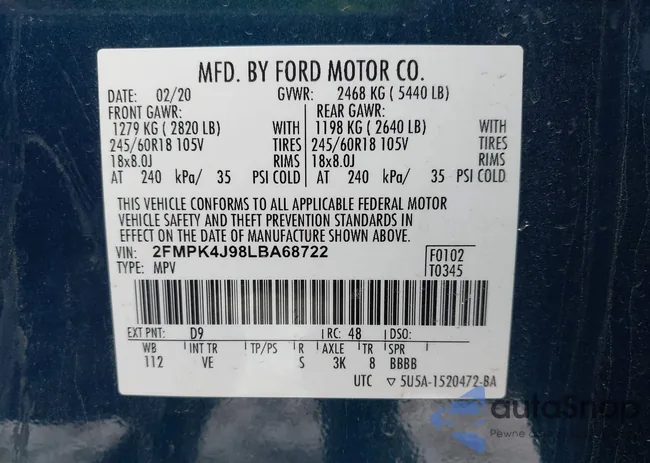 MFD. BY FORD MOTOR CO.
DATE: 02/20 GVWR: 2468 KG ( 5440 LB)
FRONT GAWR: REAR GAWR:
1279 KG ( 2820 LB) WITH 1198 KG ( 2640 LB) WITH
245/60R18 105V TIRES 245/60R18 105V TIRES
18x8.0J RIMS 18x8.0J RIMS
AT 240 kPa/ 35 PSI COLD AT 240 kPa/ 35 PSI COLD
THIS VEHICLE CONFORMS TO ALL APPLICABLE FEDERAL MOTOR
VEHICLE SAFETY AND THEFT PREVENTION STANDARDS IN
EFFECT ON THE DATE OF MANUFACTURE SHOWN ABOVE.
VIN: 2FMPK4J98LBA68722 F0102
TYPE: MPV T0345
EXT PNT: D9 RC: 48 DSO:
WB INT TR TP/PS R AXLE TR SPR
112 VE S 3K 8 BBBB
UTC ▽ 5U5A-1520472-BA
autoSnap
Pewne